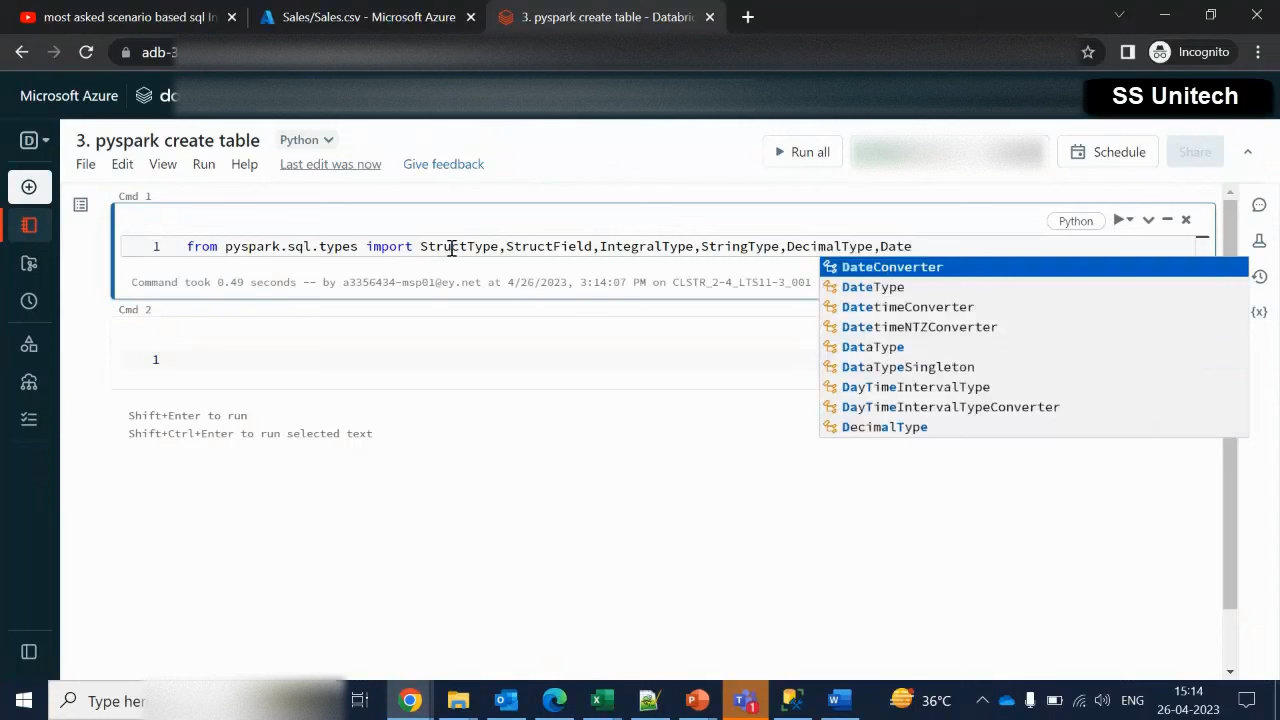 most asked scenario based sql In
Sales/Sales.csv - Microsoft Azure
3. pyspark create table - Databric
adb-3
Incognito
Microsoft Azure
SS Unitech
D
3. pyspark create table
Python
File Edit View Run Help Last edit was now Give feedback
Run all
Schedule
Share
Cmd 1
Python
1 from pyspark.sql.types import StructType,StructField,IntegralType,StringType,DecimalType,Date
DateConverter
DateType
DatetimeConverter
DatetimeNTZConverter
DataType
DataTypeSingleton
DayTimeIntervalType
DayTimeIntervalTypeConverter
DecimalType
Command took 0.49 seconds -- by a3356434-msp01@ey.net at 4/26/2023, 3:14:07 PM on CLSTR_2-4_LTS11-3_001
Cmd 2
1
Shift+Enter to run
Shift+Ctrl+Enter to run selected text
{x}
Type her
1
36°C
ENG
15:14
26-04-2023